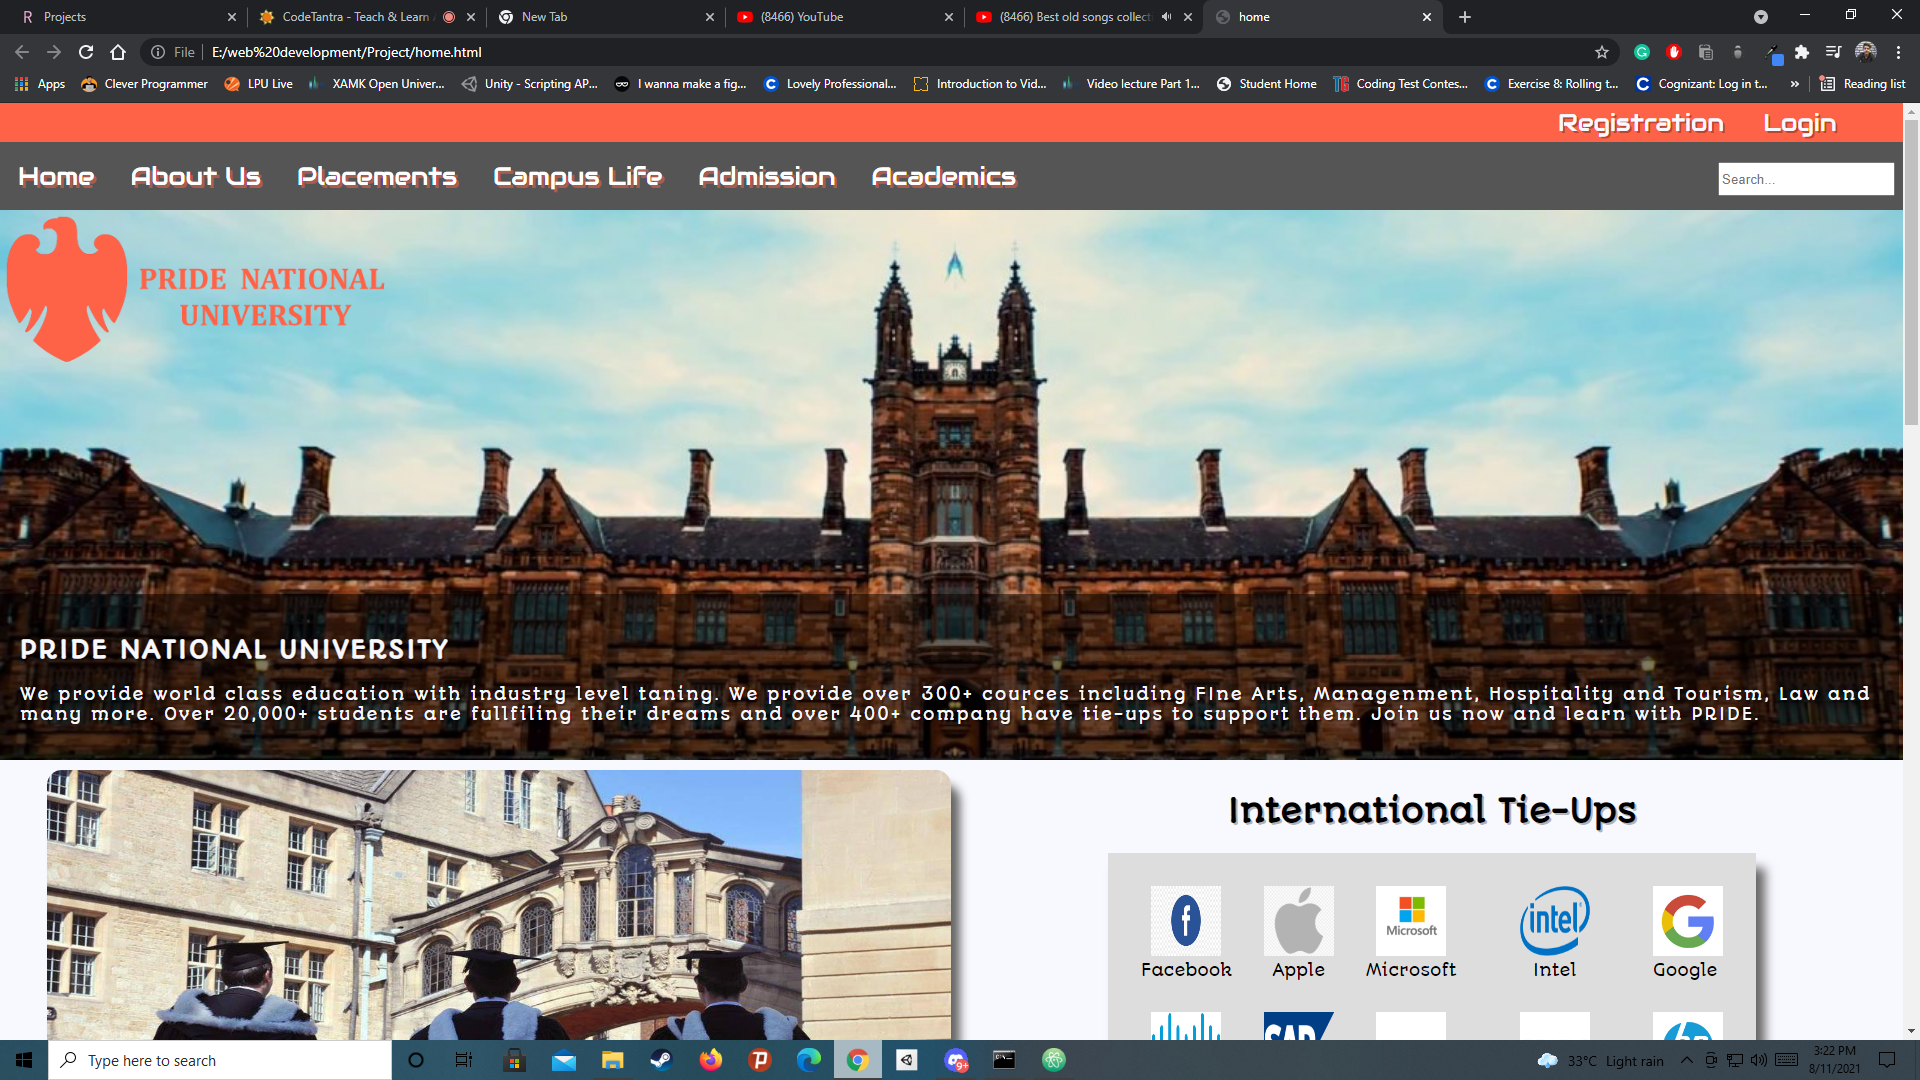 Projects
CodeTantra - Teach & Learn
New Tab
(8466) YouTube
(8466) Best old songs collect
home
File
E:/web%20development/Project/home.html
Apps
Clever Programmer
LPU Live
XAMK Open Univer...
Unity - Scripting AP...
I wanna make a fig...
Lovely Professional...
Introduction to Vid...
Video lecture Part 1...
Student Home
Coding Test Contes...
Exercise 8: Rolling t...
Cognizant: Log in t...
»
Reading list
Registration
Login
Home
About Us
Placements
Campus Life
Admission
Academics
Search...
PRIDE NATIONAL
UNIVERSITY
PRIDE NATIONAL UNIVERSITY
We provide world class education with industry level taning. We provide over 300+ cources including FIne Arts, Managenment, Hospitality and Tourism, Law and
many more. Over 20,000+ students are fullfiling their dreams and over 400+ company have tie-ups to support them. Join us now and learn with PRIDE.
International Tie-Ups
Microsoft
intel
Facebook
Apple
Microsoft
Intel
Google
SAP
Type here to search
9+
33°C Light rain
3:22 PM
8/11/2021